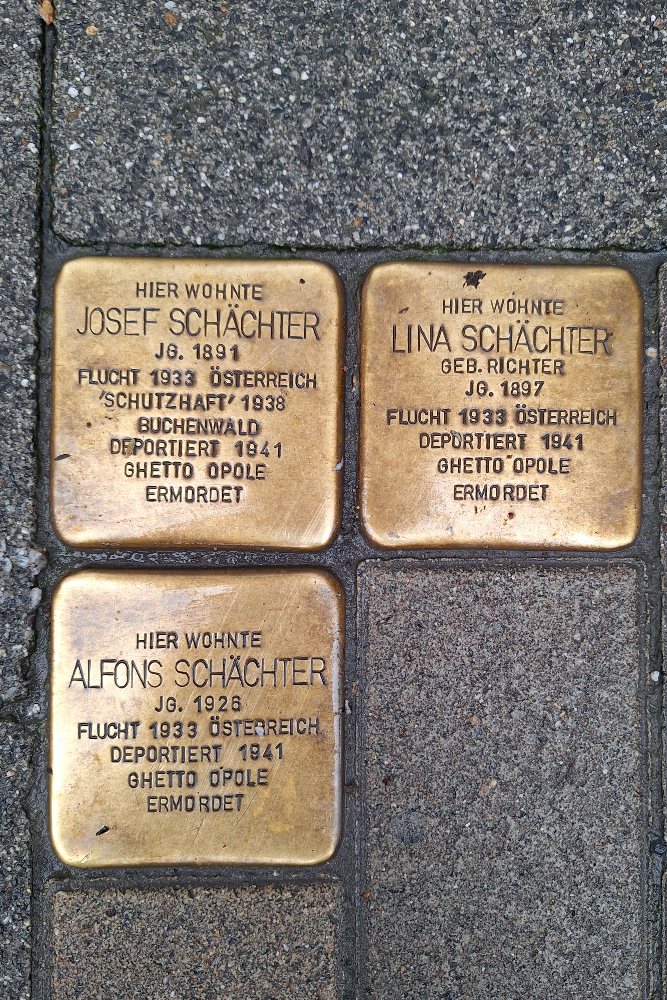 HIER WOHNTE
JOSEF SCHÄCHTER
JG. 1891
FLUCHT 1933 ÖSTERREICH
'SCHUTZHAFT' 1938
BUCHENWALD
DEPORTIERT 1941
GHETTO OPOLE
ERMORDET
HIER WOHNTE
LINA SCHÄCHTER
GEB. RICHTER
JG. 1897
FLUCHT 1933 ÖSTERREICH
DEPORTIERT 1941
GHETTO OPOLE
ERMORDET
HIER WOHNTE
ALFONS SCHÄCHTER
JG. 1926
FLUCHT 1933 ÖSTERREICH
DEPORTIERT 1941
GHETTO OPOLE
ERMORDET